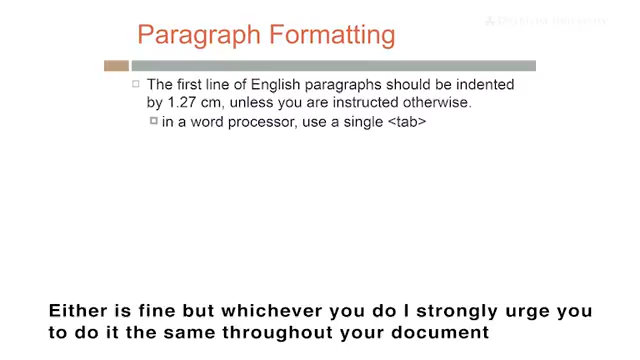 Paragraph Formatting
The first line of English paragraphs should be indented
by 1.27 cm, unless you are instructed otherwise.
in a word processor, use a single <tab>
Either is fine but whichever you do I strongly urge you
to do it the same throughout your document